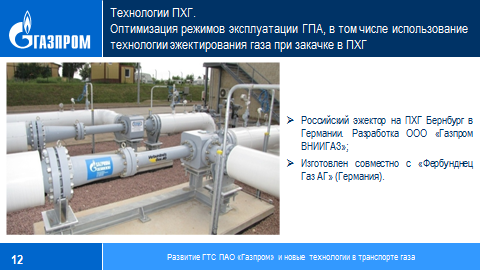 ГАЗПРОМ
Технологии ПХГ.
Оптимизация режимов эксплуатации ГПА, в том числе использование
технологии эжектирования газа при закачке в ПХГ
➢ Российский эжектор на ПХГ Бернбург в
Германии. Разработка ООО «Газпром
ВНИИГАЗ»;
➢ Изготовлен совместно с «Фербунднец
Газ АГ» (Германия).
12
Развитие ГТС ПАО «Газпром» и новые технологии в транспорте газа